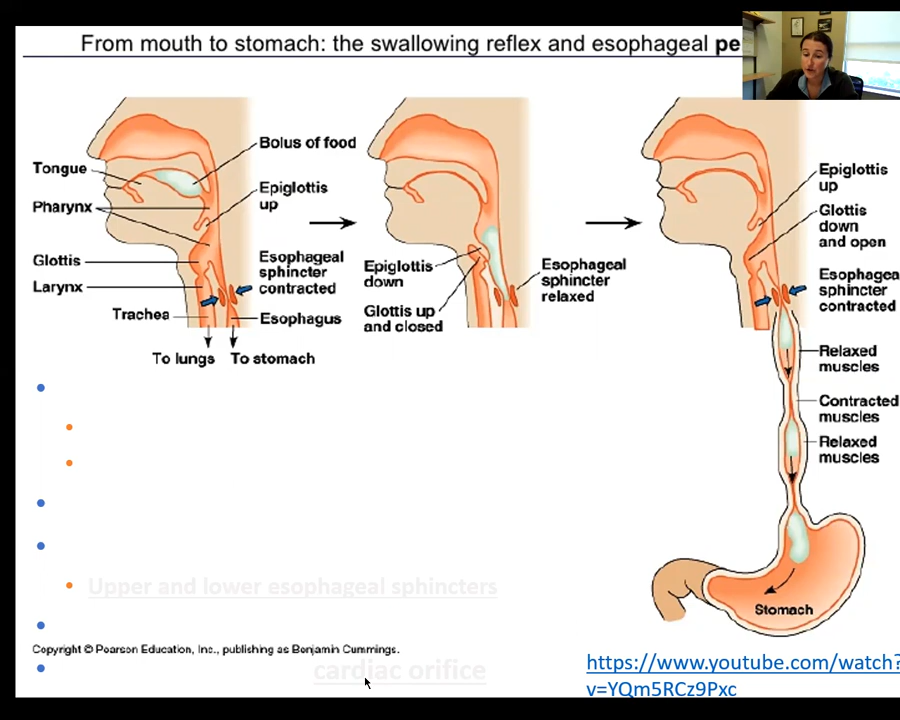 From mouth to stomach: the swallowing reflex and esophageal pe
Bolus of food
Tongue
Epiglottis
up
Pharynx
Glottis
Esophageal
sphincter
contracted
Larynx
Trachea
Esophagus
To lungs
To stomach
Epiglottis
down
Esophageal
sphincter
relaxed
Glottis up
and closed
Epiglottis
up
Glottis
down
and open
Esophagea
sphincter
contracted
Relaxed
muscles
Contracted
muscles
Relaxed
muscles
Stomach
Upper and lower esophageal sphincters
Copyright © Pearson Education, Inc., publishing as Benjamin Cummings.
cardiac orifice
https://www.youtube.com/watch?
v=YQm5RCz9Pxc